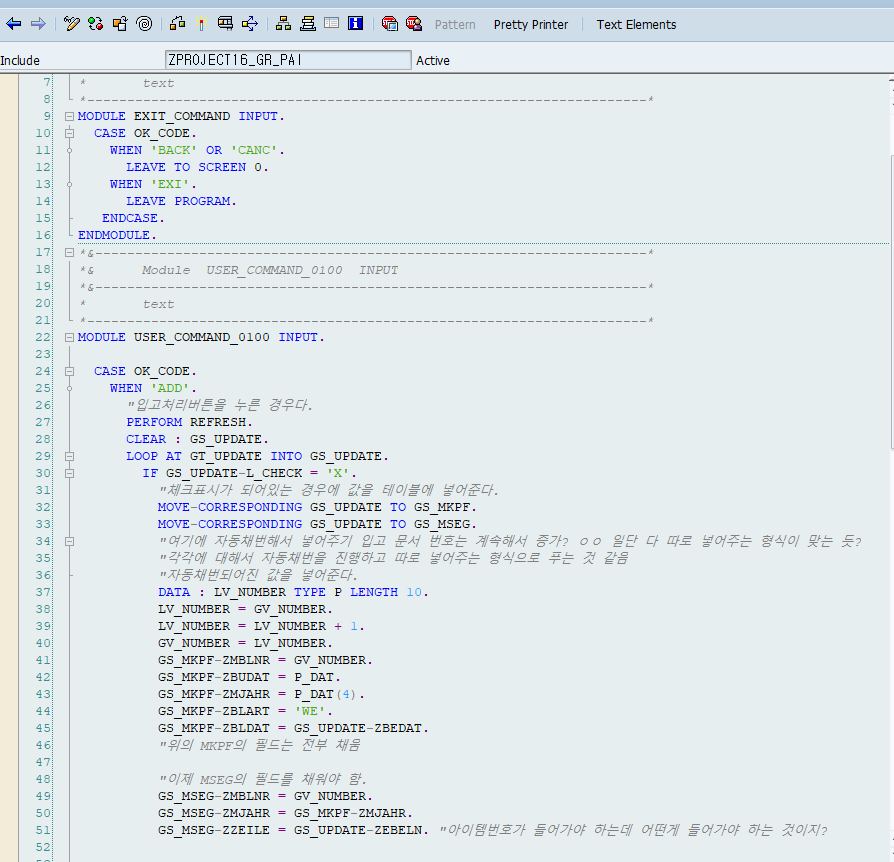 Pattern Pretty Printer Text Elements
Include ZPROJECT16_GR_PAI Active
7 * text
8 *----------------------------------------------------------------------*
9 MODULE EXIT_COMMAND INPUT.
10 CASE OK_CODE.
11 WHEN 'BACK' OR 'CANC'.
12 LEAVE TO SCREEN 0.
13 WHEN 'EXI'.
14 LEAVE PROGRAM.
15 ENDCASE.
16 ENDMODULE.
17 *&---------------------------------------------------------------------*
18 *& Module USER_COMMAND_0100 INPUT
19 *&---------------------------------------------------------------------*
20 * text
21 *----------------------------------------------------------------------*
22 MODULE USER_COMMAND_0100 INPUT.
23
24 CASE OK_CODE.
25 WHEN 'ADD'.
26 "입고처리버튼을 누른 경우다.
27 PERFORM REFRESH.
28 CLEAR : GS_UPDATE.
29 LOOP AT GT_UPDATE INTO GS_UPDATE.
30 IF GS_UPDATE-L_CHECK = 'X'.
31 "체크표시가 되어있는 경우에 값을 테이블에 넣어준다.
32 MOVE-CORRESPONDING GS_UPDATE TO GS_MKPF.
33 MOVE-CORRESPONDING GS_UPDATE TO GS_MSEG.
34 "여기에 자동채번해서 넣어주기 입고 문서 번호는 계속해서 증가? ㅇㅇ 일단 다 따로 넣어주는 형식이 맞는 듯?
35 "각각에 대해서 자동채번을 진행하고 따로 넣어주는 형식으로 푸는 것 같음
36 "자동채번되어진 값을 넣어준다.
37 DATA : LV_NUMBER TYPE P LENGTH 10.
38 LV_NUMBER = GV_NUMBER.
39 LV_NUMBER = LV_NUMBER + 1.
40 GV_NUMBER = LV_NUMBER.
41 GS_MKPF-ZMBLNR = GV_NUMBER.
42 GS_MKPF-ZBUDAT = P_DAT.
43 GS_MKPF-ZMJAHR = P_DAT(4).
44 GS_MKPF-ZBLART = 'WE'.
45 GS_MKPF-ZBLDAT = GS_UPDATE-ZBEDAT.
46 "위의 MKPF의 필드는 전부 채움
47
48 "이제 MSEG의 필드를 채워야 함.
49 GS_MSEG-ZMBLNR = GV_NUMBER.
50 GS_MSEG-ZMJAHR = GS_MKPF-ZMJAHR.
51 GS_MSEG-ZZEILE = GS_UPDATE-ZEBELN. "아이템번호가 들어가야 하는데 어떤게 들어가야 하는 것이지?
52